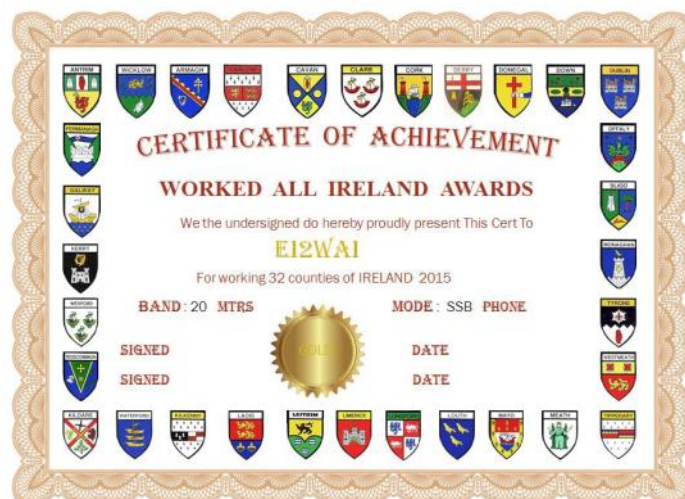 ANTRIM WICKLOW ARMAGH CARLOW CAVAN CLARE CORK DERRY DONEGAL DOWN DUBLIN
FERMANAGH OFFALY
CERTIFICATE OF ACHIEVEMENT
GALWAY SLIGO
WORKED ALL IRELAND AWARDS
We the undersigned do hereby proudly present This Cert To
KERRY EI2WAI MONAGHAN
For working 32 counties of IRELAND 2015
WEXFORD BAND: 20 MTRS MODE: SSB PHONE TYRONE
SIGNED GOLD DATE
ROSCOMMON WESTMEATH
SIGNED DATE
KILDARE WATERFORD KILKENNY LAOIS LEITRIM LIMERICK LONGFORD LOUTH MAYO MEATH TIPPERARY